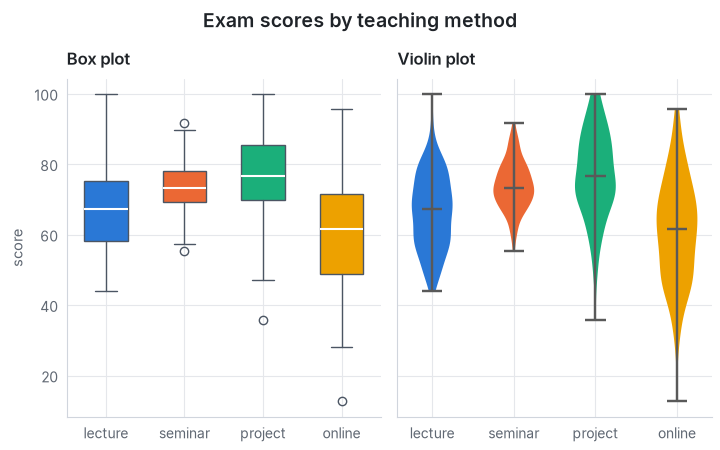 Exam scores by teaching method
Box plot
Violin plot
100
80
60
40
20
score
lecture
seminar
project
online
lecture
seminar
project
online